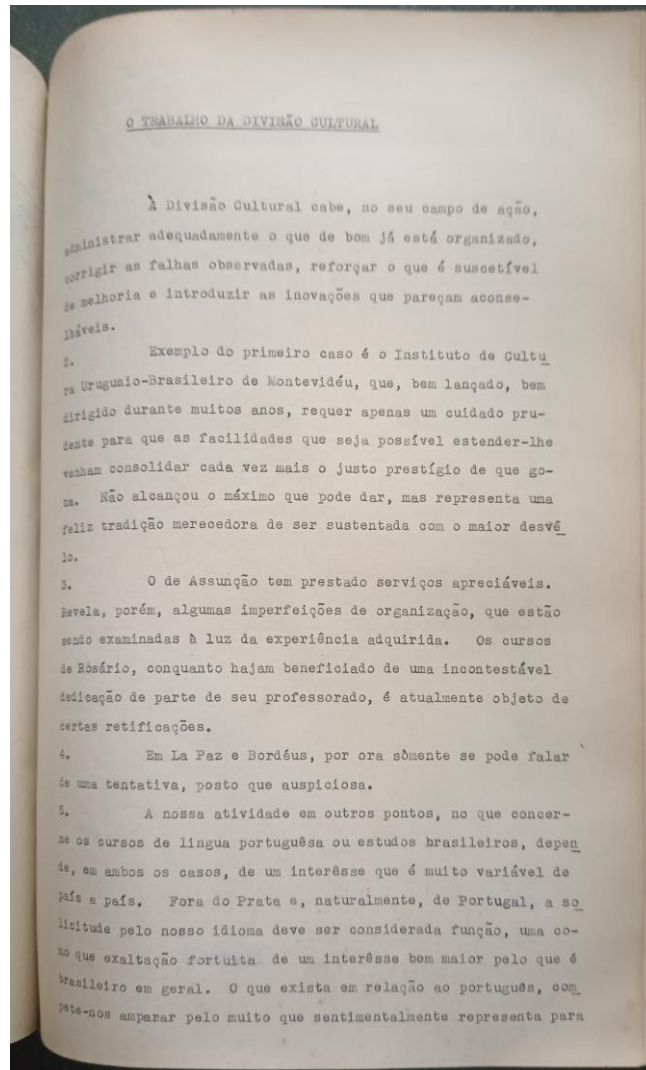 O TRABALHO DA DIVISÃO CULTURAL
À Divisão Cultural cabe, no seu campo de ação,
administrar adequadamente o que de bom já está organizado,
corrigir as falhas observadas, reforçar o que é suscetível
de melhoria e introduzir as inovações que pareçam aconse-
lháveis.
2. Exemplo do primeiro caso é o Instituto de Cultu
ra Uruguaio-Brasileiro de Montevidéu, que, bem lançado, bem
dirigido durante muitos anos, requer apenas um cuidado pru-
dente para que as facilidades que seja possível estender-lhe
venham consolidar cada vez mais o justo prestígio de que go-
za. Não alcançou o máximo que pode dar, mas representa uma
feliz tradição merecedora de ser sustentada com o maior desvê
lo.
3. O de Assunção tem prestado serviços apreciáveis.
Revela, porém, algumas imperfeições de organização, que estão
sendo examinadas à luz da experiência adquirida. Os cursos
de Rosário, conquanto hajam beneficiado de uma incontestável
dedicação de parte de seu professorado, é atualmente objeto de
certas retificações.
4. Em La Paz e Bordéus, por ora sòmente se pode falar
de uma tentativa, posto que auspiciosa.
5. A nossa atividade em outros pontos, no que concer-
ne os cursos de lingua portuguêsa ou estudos brasileiros, depen
de, em ambos os casos, de um interêsse que é muito variável de
país a país. Fora do Prata e, naturalmente, de Portugal, a so
licitude pelo nosso idioma deve ser considerada função, uma co-
mo que exaltação fortuita de um interêsse bem maior pelo que é
brasileiro em geral. O que exista em relação ao português, com
pete-nos amparar pelo muito que sentimentalmente representa para